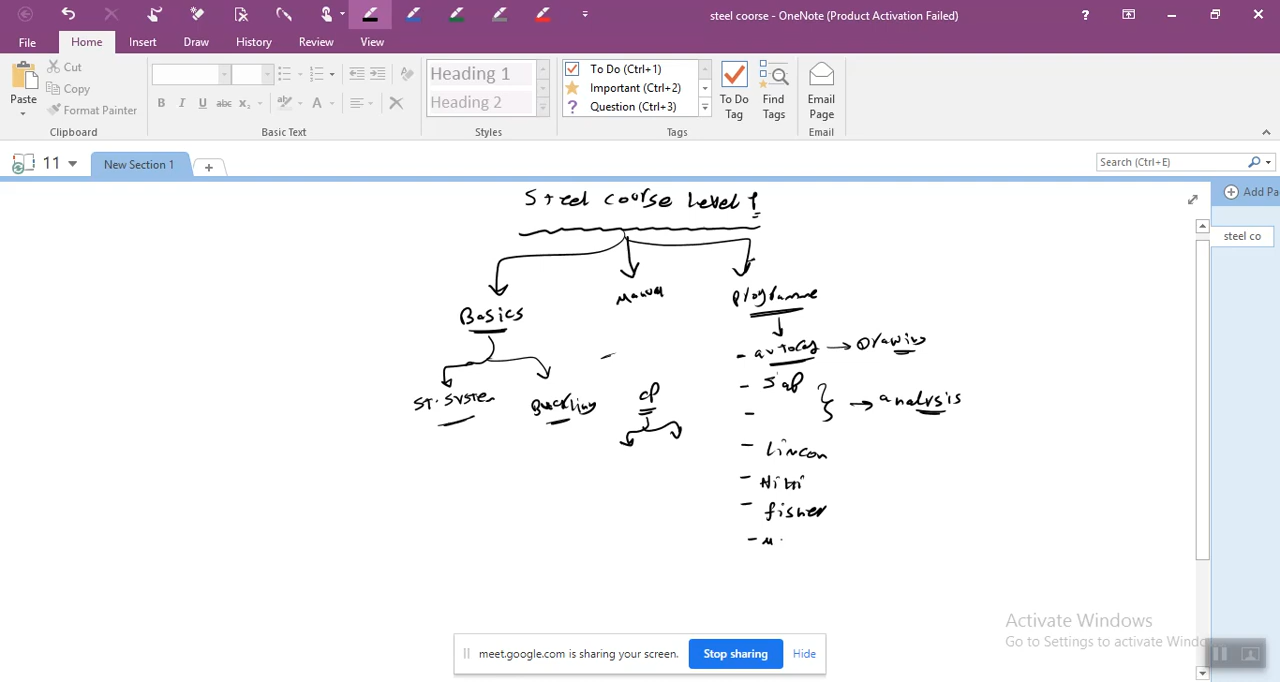 steel coorse - OneNote (Product Activation Failed)
File Home Insert Draw History Review View
Paste
Cut
Copy
Format Painter
Clipboard
Basic Text
Heading 1
Heading 2
Styles
To Do (Ctrl+1)
Important (Ctrl+2)
Question (Ctrl+3)
Tags
To Do Tag
Find Tags
Email Page
Email
11 New Section 1
Search (Ctrl+E)
Add Pa
steel co
Steel coorse Level 1
Basics
Programme
- autocad → Drawing
- Sap
-
→ analysis
St. System
Buckling
- Lincon
- Hilti
- fisher
Activate Windows
Go to Settings to activate Windo
meet.google.com is sharing your screen. Stop sharing Hide